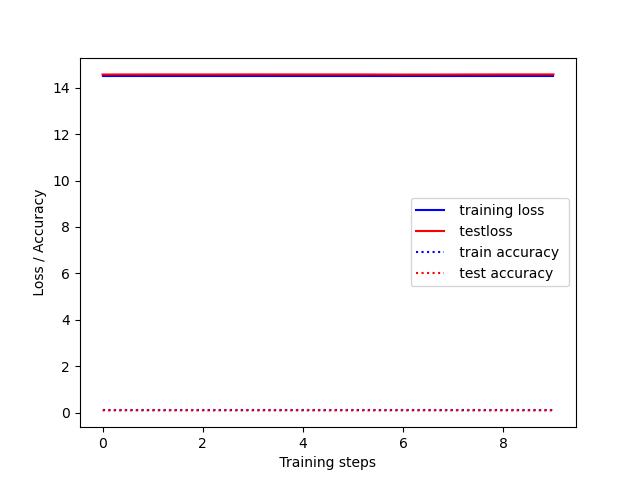 14
12
10
8
6
4
2
0
Loss / Accuracy
training loss
testloss
train accuracy
test accuracy
0 2 4 6 8
Training steps